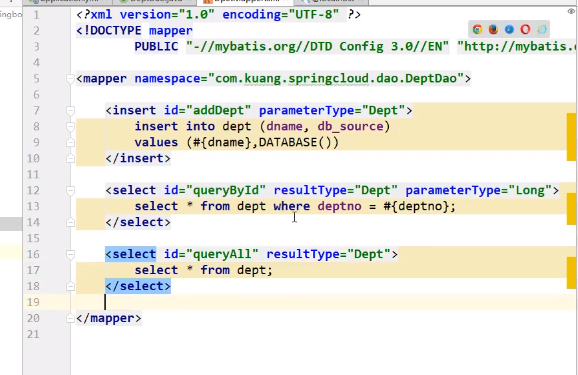 <?xml version="1.0" encoding="UTF-8" ?>
<!DOCTYPE mapper
PUBLIC "-//mybatis.org//DTD Config 3.0//EN" "http://mybatis.o
<mapper namespace="com.kuang.springcloud.dao.DeptDao">
<insert id="addDept" parameterType="Dept">
insert into dept (dname, db_source)
values (#{dname},DATABASE())
</insert>
<select id="queryById" resultType="Dept" parameterType="Long">
select * from dept where deptno = #{deptno};
</select>
<select id="queryAll" resultType="Dept">
select * from dept;
</select>
</mapper>
1
2
3
4
5
6
7
8
9
10
11
12
13
14
15
16
17
18
19
20
21